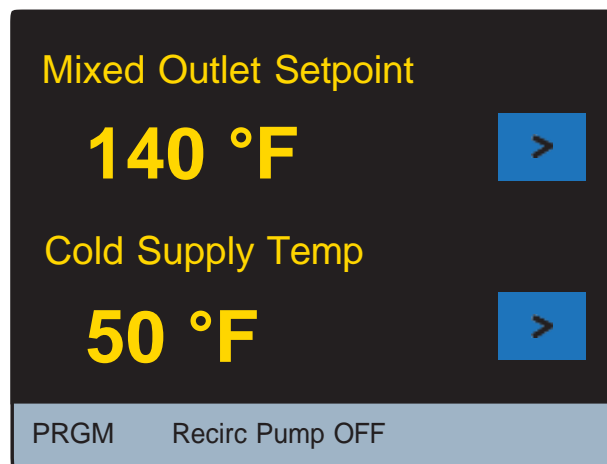 Mixed Outlet Setpoint
140 °F
>
Cold Supply Temp
50 °F
>
PRGM Recirc Pump OFF